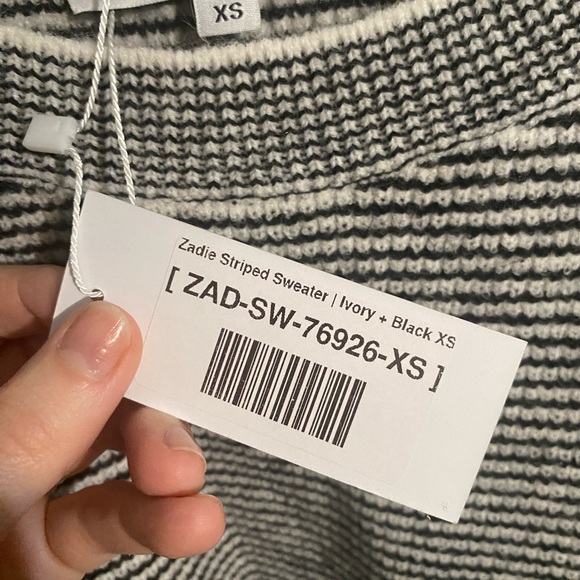 XS
Zadie Striped Sweater | Ivory + Black XS
[ ZAD-SW-76926-XS ]